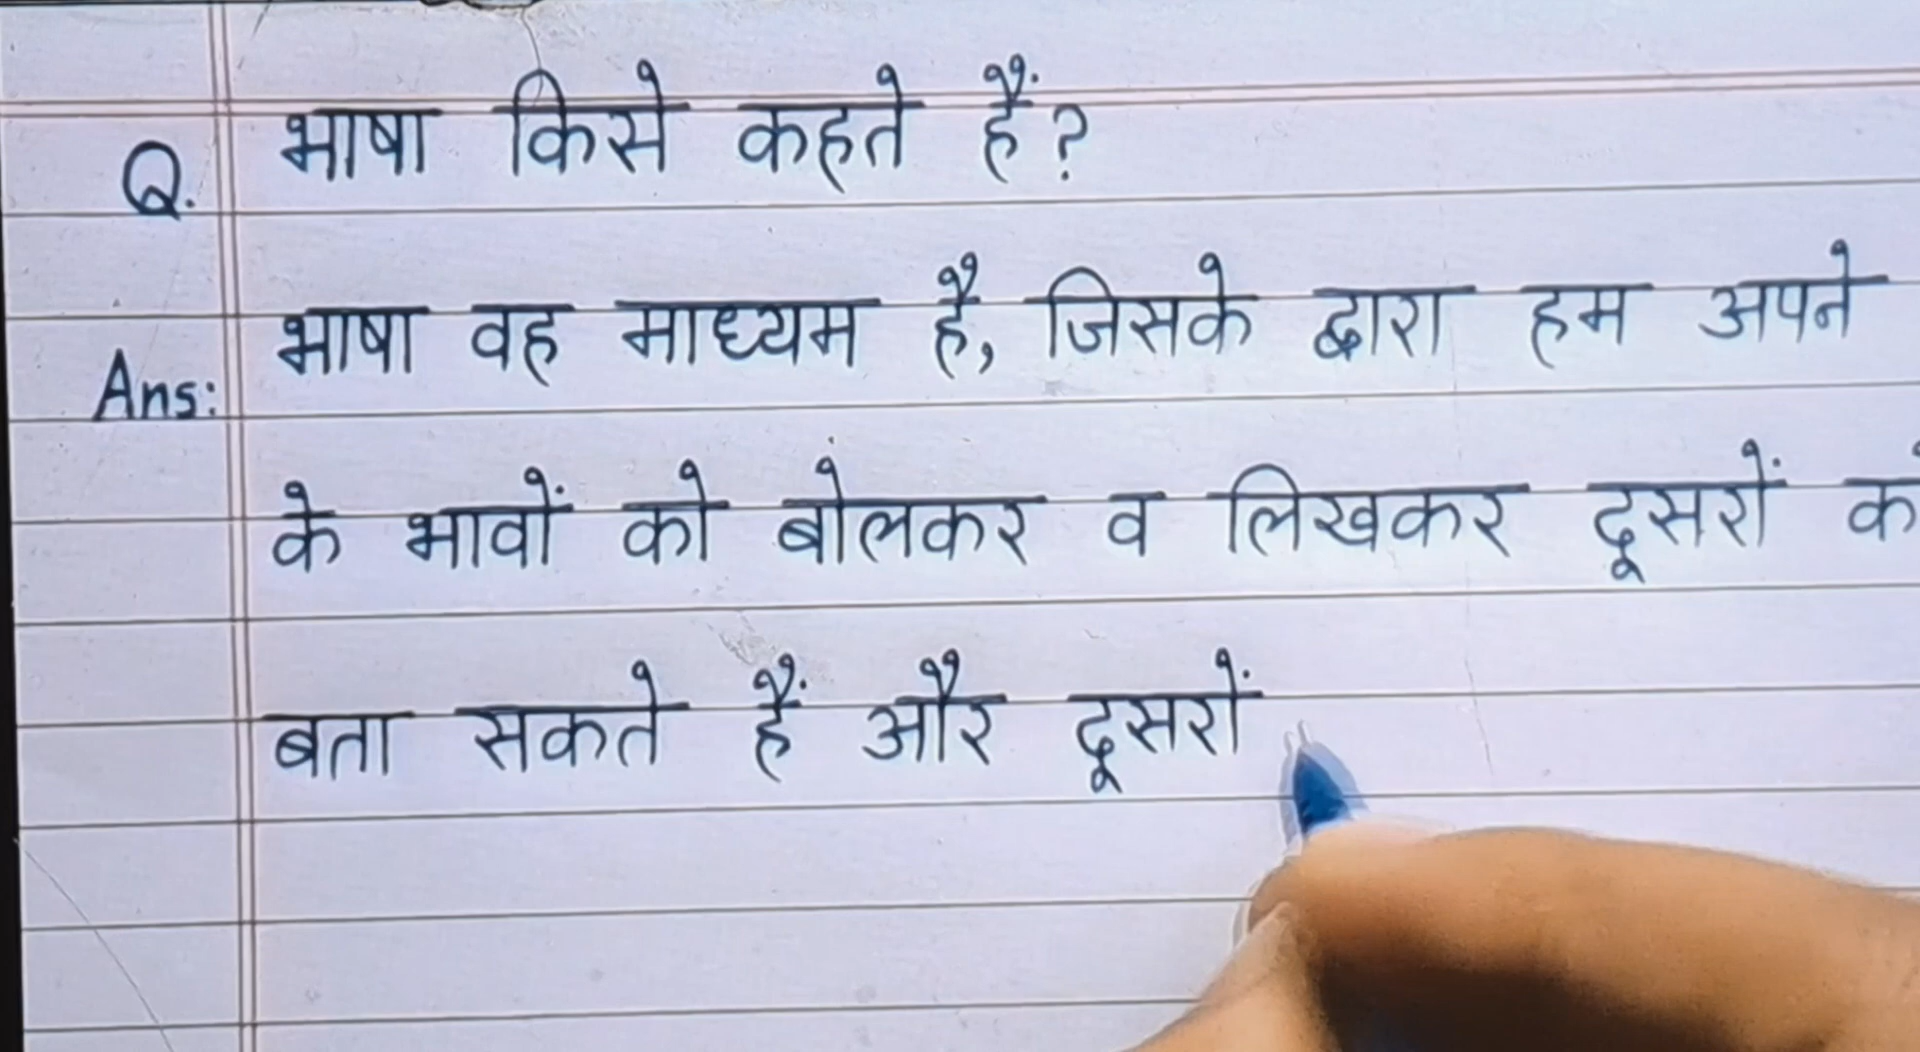 Q. भाषा किसे कहते हैं?
Ans: भाषा वह माध्यम है, जिसके द्वारा हम अपने
के भावों को बोलकर व लिखकर दूसरों
बता सकते हैं और दूसरों